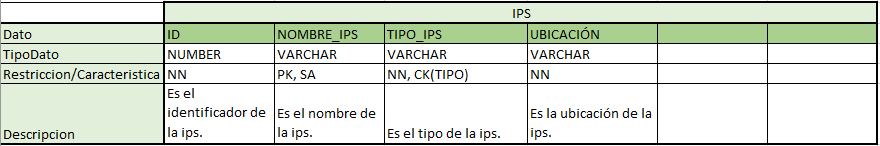 IPS
Dato ID NOMBRE_IPS TIPO_IPS UBICACIÓN
TipoDato NUMBER VARCHAR VARCHAR VARCHAR
Restriccion/Caracteristica NN PK, SA NN, CK(TIPO) NN
Descripcion Es el identificador de la ips. Es el nombre de la ips. Es el tipo de la ips. Es la ubicación de la ips.